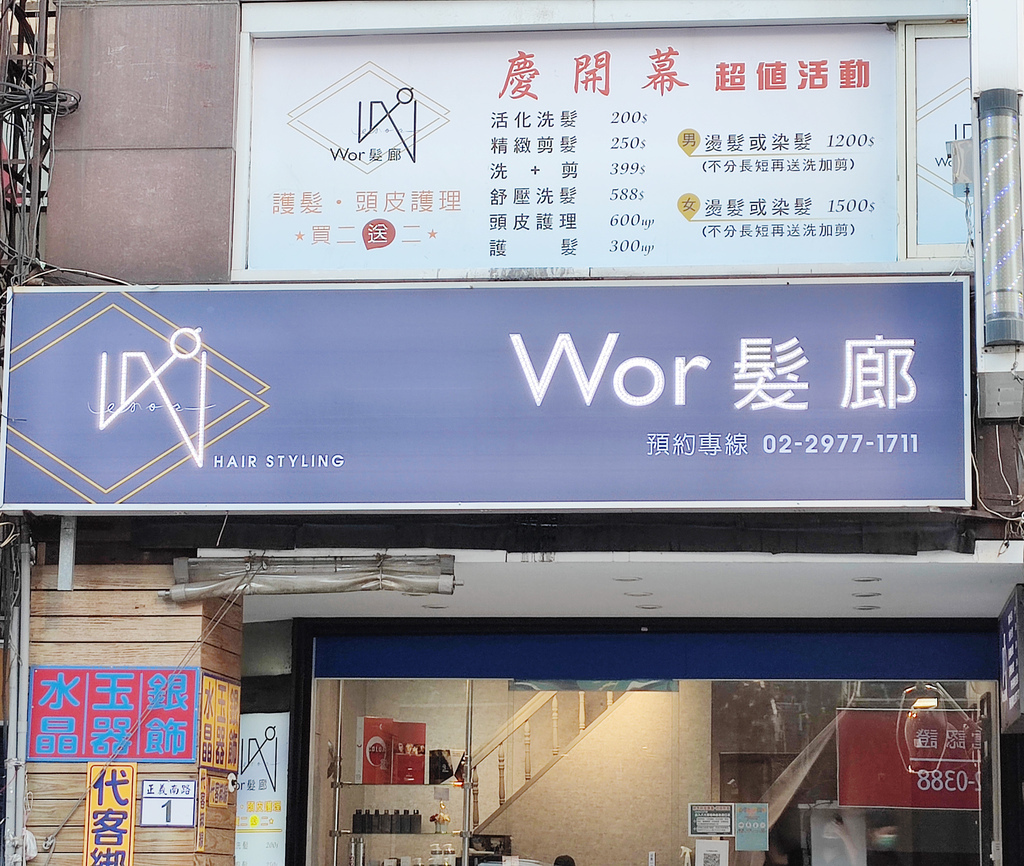 慶開幕 超值活動
Wor髮廊
護髮・頭皮護理
★買二送二★
活化洗髮 200$
精緻剪髮 250$
洗 + 剪 399$
舒壓洗髮 588$
頭皮護理 600up
護 髮 300up
男 燙髮或染髮 1200$
(不分長短再送洗加剪)
女 燙髮或染髮 1500$
(不分長短再送洗加剪)
eros
HAIR STYLING
Wor髮廊
預約專線 02-2977-1711
水晶 玉器 銀飾
代客綁
正義南路
1
or髮廊